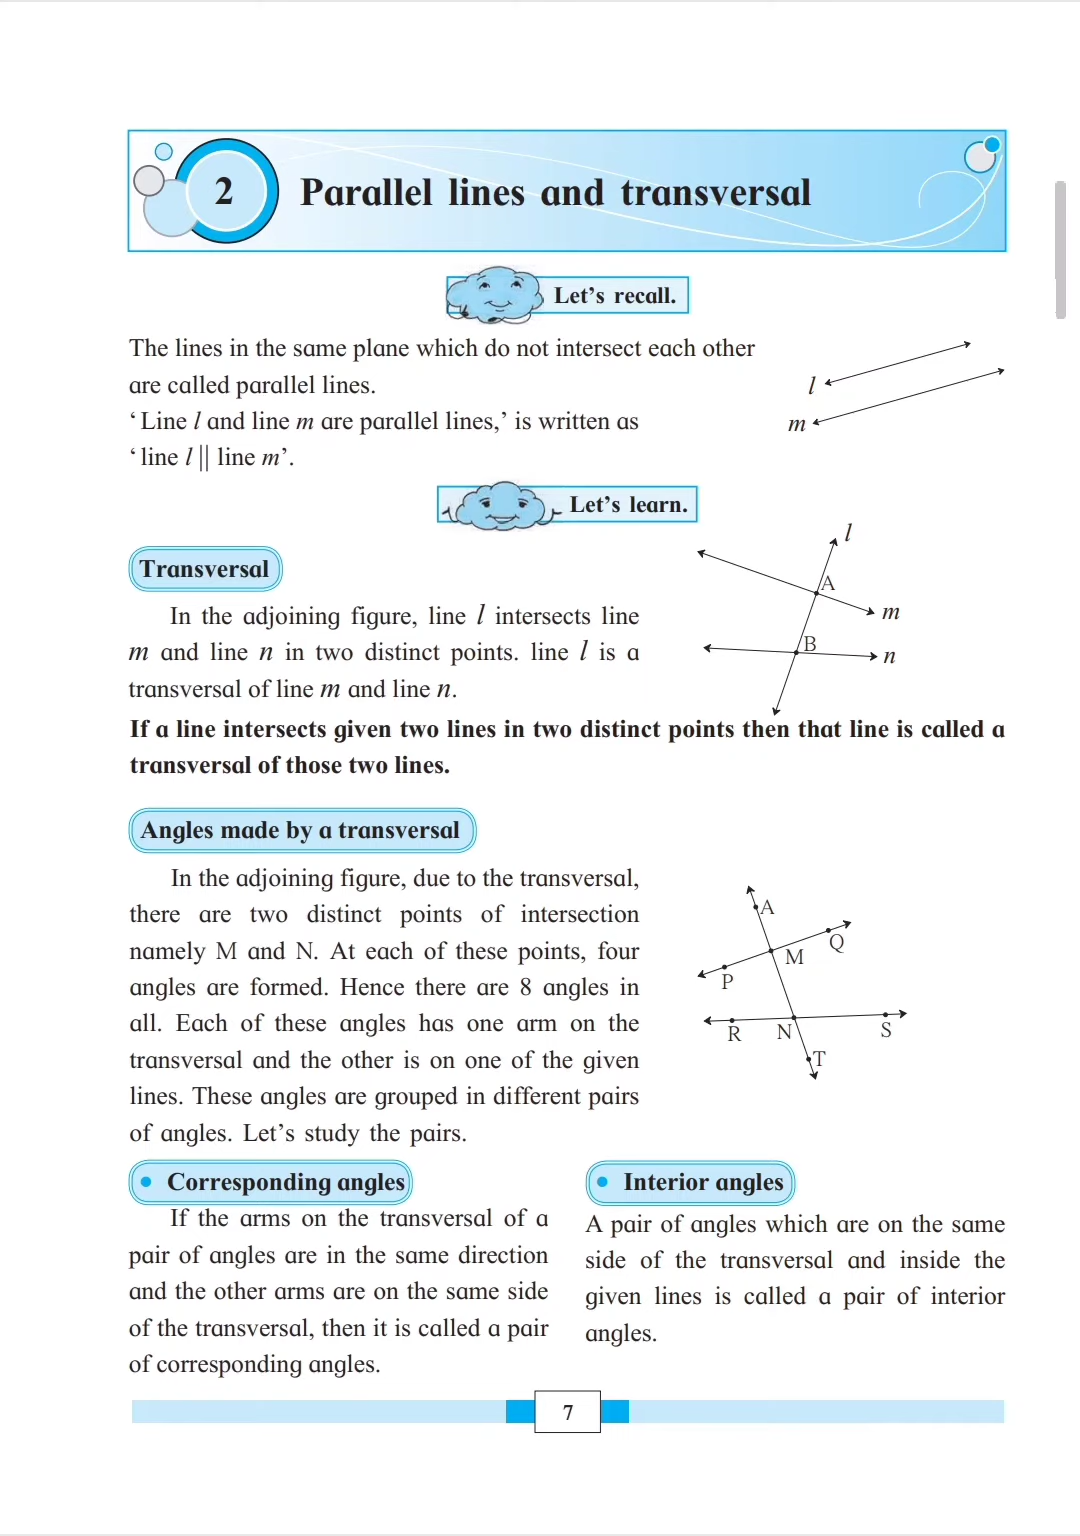 2
Parallel lines and transversal
Let’s recall.
The lines in the same plane which do not intersect each other
are called parallel lines.
‘ Line l and line m are parallel lines,’ is written as
‘ line l || line m’.
l
m
Let’s learn.
Transversal
In the adjoining figure, line l intersects line
m and line n in two distinct points. line l is a
transversal of line m and line n.
l
A
m
B
n
If a line intersects given two lines in two distinct points then that line is called a
transversal of those two lines.
Angles made by a transversal
In the adjoining figure, due to the transversal,
there are two distinct points of intersection
namely M and N. At each of these points, four
angles are formed. Hence there are 8 angles in
all. Each of these angles has one arm on the
transversal and the other is on one of the given
lines. These angles are grouped in different pairs
of angles. Let’s study the pairs.
A
Q
M
P
R
N
S
T
• Corresponding angles
If the arms on the transversal of a
pair of angles are in the same direction
and the other arms are on the same side
of the transversal, then it is called a pair
of corresponding angles.
• Interior angles
A pair of angles which are on the same
side of the transversal and inside the
given lines is called a pair of interior
angles.
7